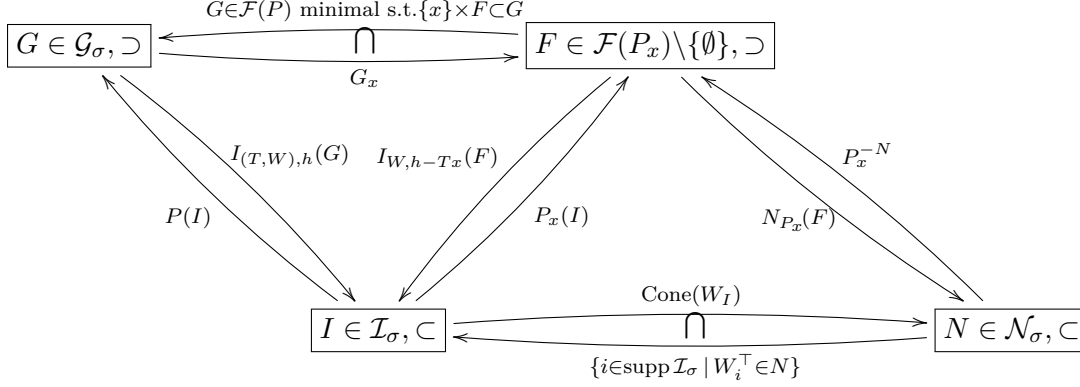 G∈𝓕(P) minimal s.t.{x}×F⊂G
G ∈ 𝒢_σ, ⊃
⋂
F ∈ 𝓕(P_x)\{∅}, ⊃
G_x
I_{(T,W),h}(G)
I_{W,h−Tx}(F)
P_x^{−N}
P(I)
P_x(I)
N_{P_x}(F)
Cone(W_I)
I ∈ 𝓘_σ, ⊂
⋂
N ∈ 𝒩_σ, ⊂
{i∈supp 𝓘_σ | W_i^⊤∈N}